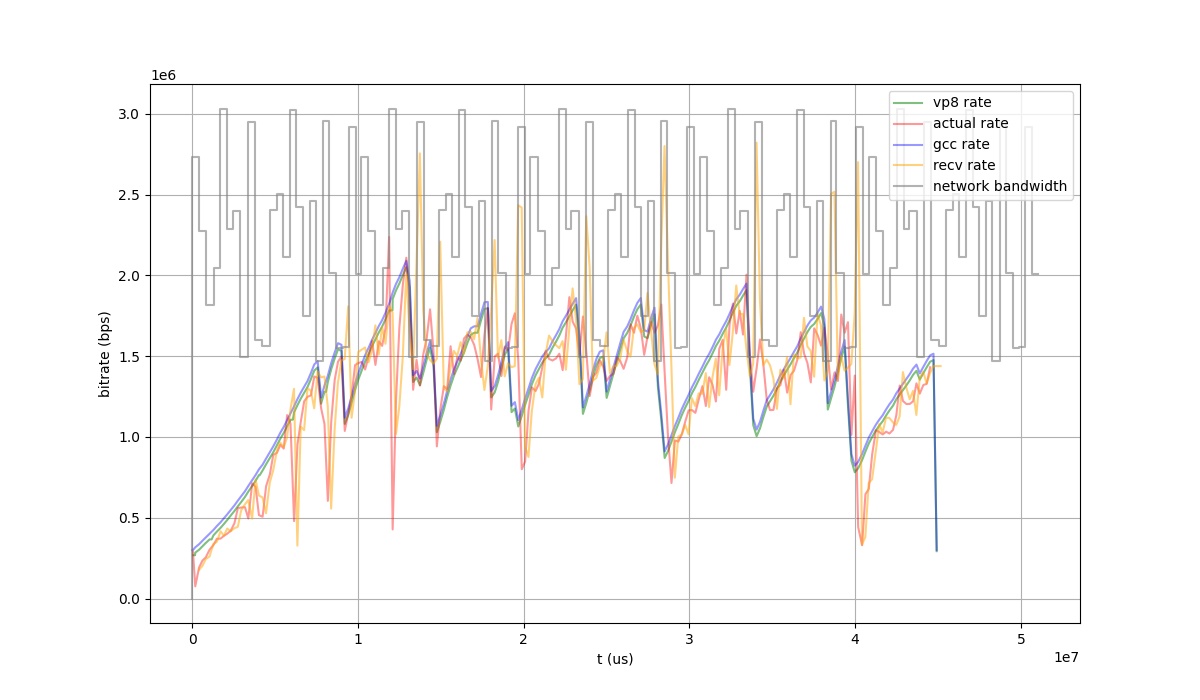 1e6
3.0
2.5
2.0
1.5
1.0
0.5
0.0
bitrate (bps)
vp8 rate
actual rate
gcc rate
recv rate
network bandwidth
0 1 2 3 4 5
t (us)
1e7